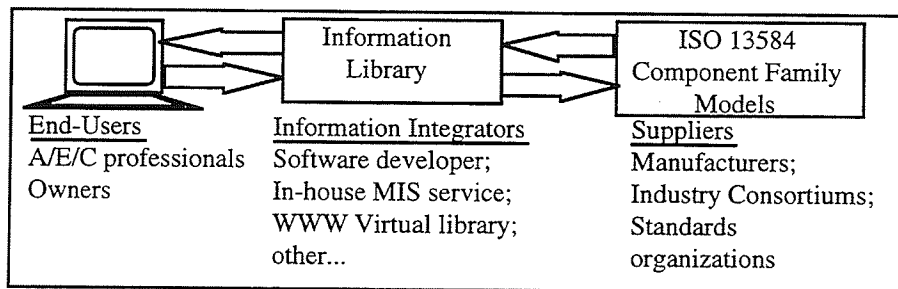 Information
Library
ISO 13584
Component Family
Models
End-Users
A/E/C professionals
Owners
Information Integrators
Software developer;
In-house MIS service;
WWW Virtual library;
other...
Suppliers
Manufacturers;
Industry Consortiums;
Standards
organizations